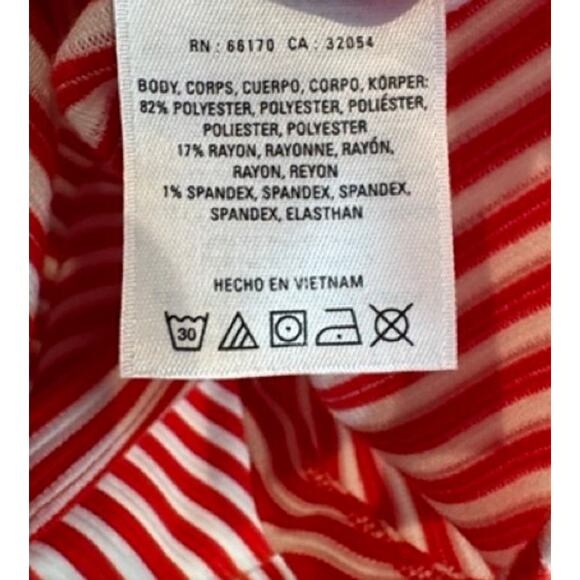 RN : 66170 CA : 32054
BODY, CORPS, CUERPO, CORPO, KÖRPER:
82% POLYESTER, POLYESTER, POLIÉSTER,
POLIESTER, POLYESTER
17% RAYON, RAYONNE, RAYÓN,
RAYON, REYON
1% SPANDEX, SPANDEX, SPANDEX,
SPANDEX, ELASTHAN
HECHO EN VIETNAM
30